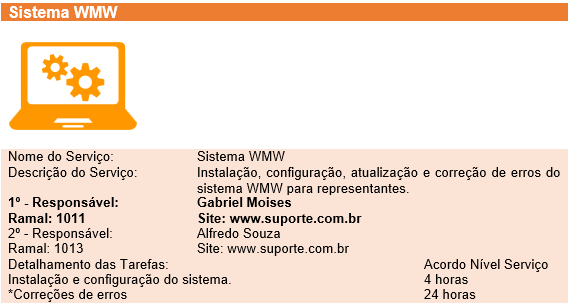 Sistema WMW
Nome do Serviço: Sistema WMW
Descrição do Serviço: Instalação, configuração, atualização e correção de erros do
sistema WMW para representantes.
1º - Responsável: Gabriel Moises
Ramal: 1011 Site: www.suporte.com.br
2º - Responsável: Alfredo Souza
Ramal: 1013 Site: www.suporte.com.br
Detalhamento das Tarefas: Acordo Nível Serviço
Instalação e configuração do sistema. 4 horas
*Correções de erros 24 horas